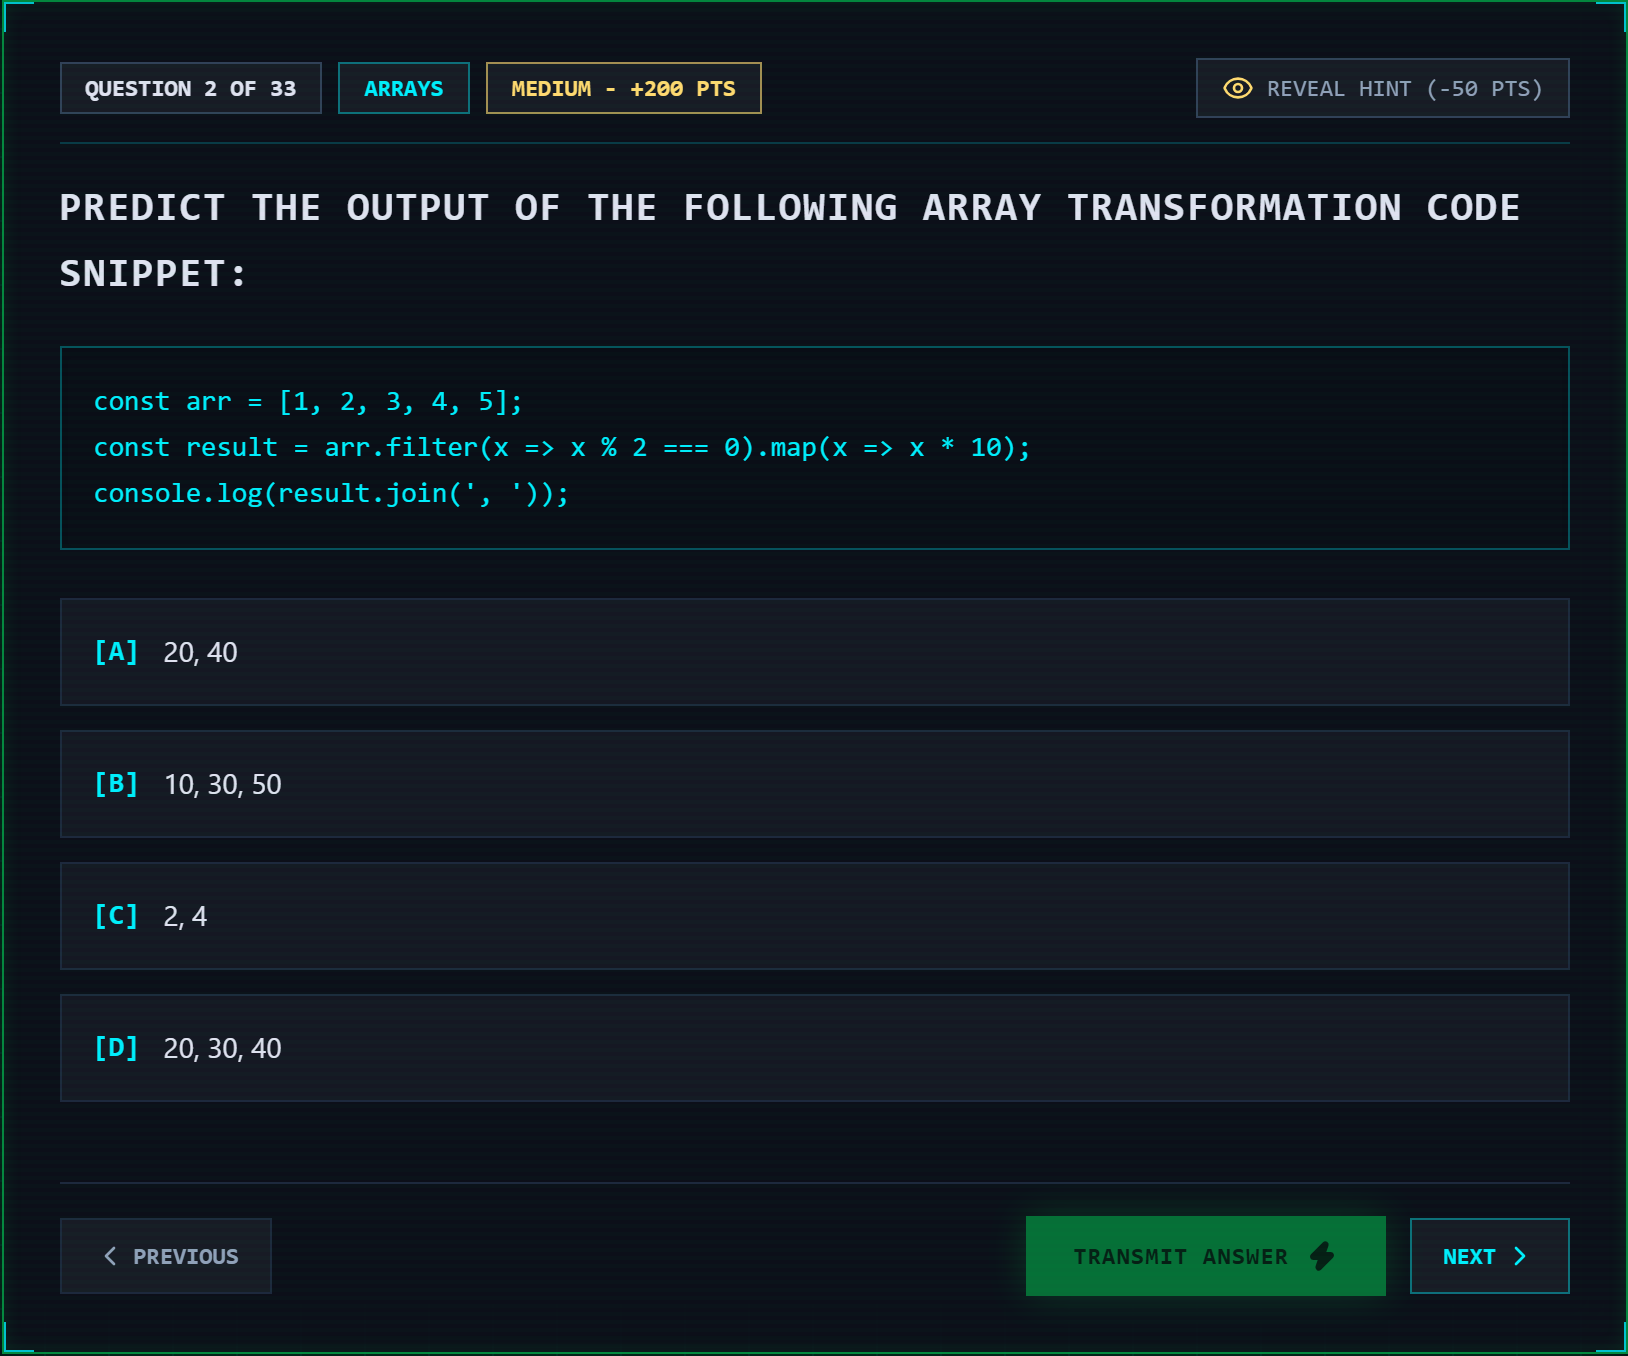 QUESTION 2 OF 33
ARRAYS
MEDIUM - +200 PTS
REVEAL HINT (-50 PTS)
PREDICT THE OUTPUT OF THE FOLLOWING ARRAY TRANSFORMATION CODE
SNIPPET:
const arr = [1, 2, 3, 4, 5];
const result = arr.filter(x => x % 2 === 0).map(x => x * 10);
console.log(result.join(', '));
[A] 20, 40
[B] 10, 30, 50
[C] 2, 4
[D] 20, 30, 40
PREVIOUS
TRANSMIT ANSWER
NEXT